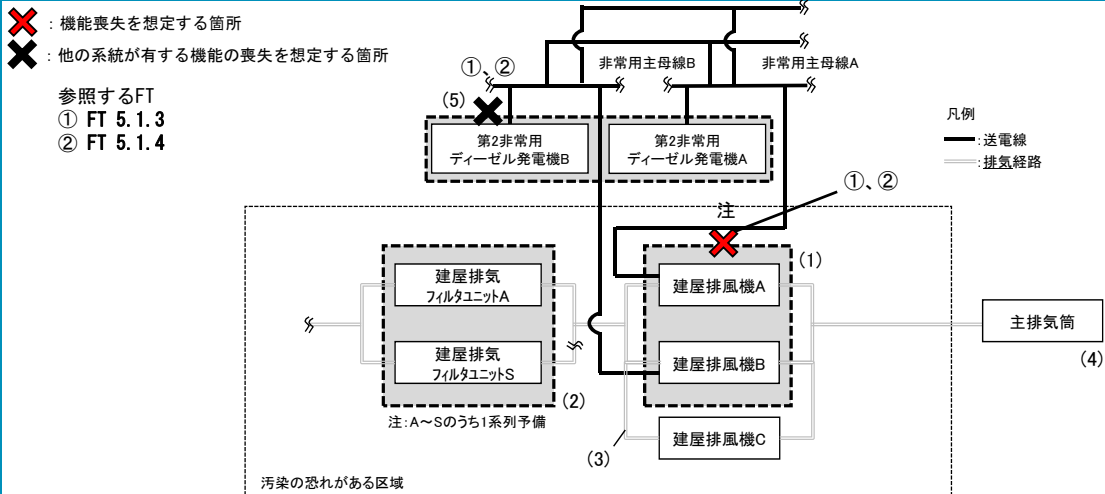 ：機能喪失を想定する箇所
：他の系統が有する機能の喪失を想定する箇所
参照するFT
① FT 5.1.3
② FT 5.1.4
非常用主母線B
非常用主母線A
①、②
(5)
第2非常用
ディーゼル発電機B
第2非常用
ディーゼル発電機A
凡例
:送電線
:排気経路
①、②
注
(1)
建屋排気
フィルタユニットA
建屋排風機A
主排気筒
(4)
建屋排気
フィルタユニットS
建屋排風機B
(2)
注:A～Sのうち1系列予備
建屋排風機C
(3)
汚染の恐れがある区域